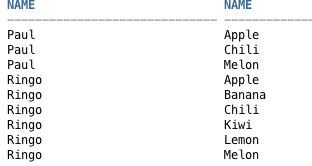 NAME NAME
Paul Apple
Paul Chili
Paul Melon
Ringo Apple
Ringo Banana
Ringo Chili
Ringo Kiwi
Ringo Lemon
Ringo Melon